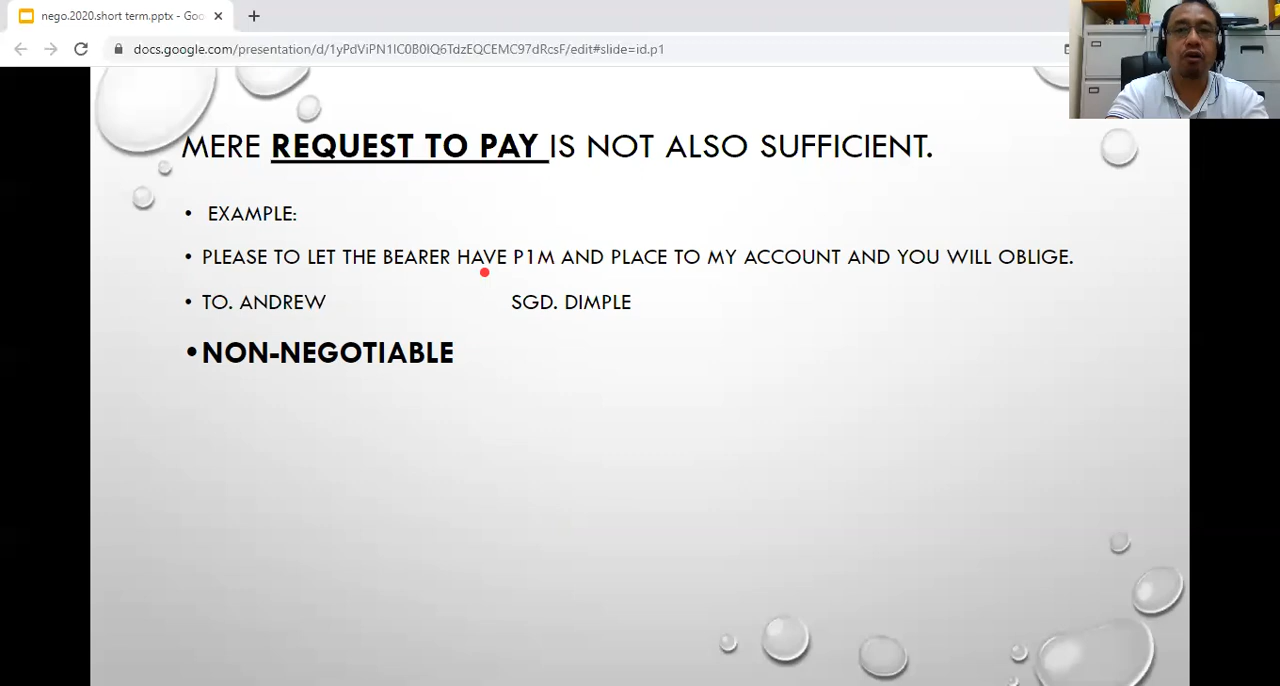 nego.2020.short term.pptx - Goo
docs.google.com/presentation/d/1yPdViPN1lC0B0IQ6TdzEQCEMC97dRcsF/edit#slide=id.p1
MERE REQUEST TO PAY IS NOT ALSO SUFFICIENT.
• EXAMPLE:
• PLEASE TO LET THE BEARER HAVE P1M AND PLACE TO MY ACCOUNT AND YOU WILL OBLIGE.
• TO. ANDREW SGD. DIMPLE
• NON-NEGOTIABLE